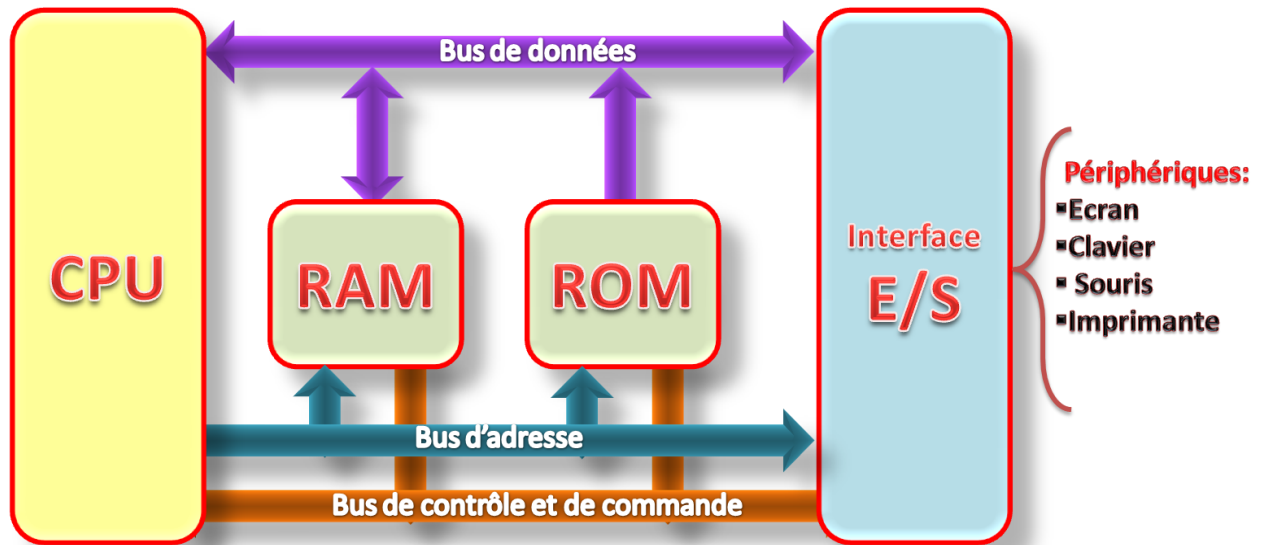 Bus de données
CPU
RAM
ROM
Interface
E/S
Périphériques:
▪Ecran
▪Clavier
▪ Souris
▪Imprimante
Bus d’adresse
Bus de contrôle et de commande